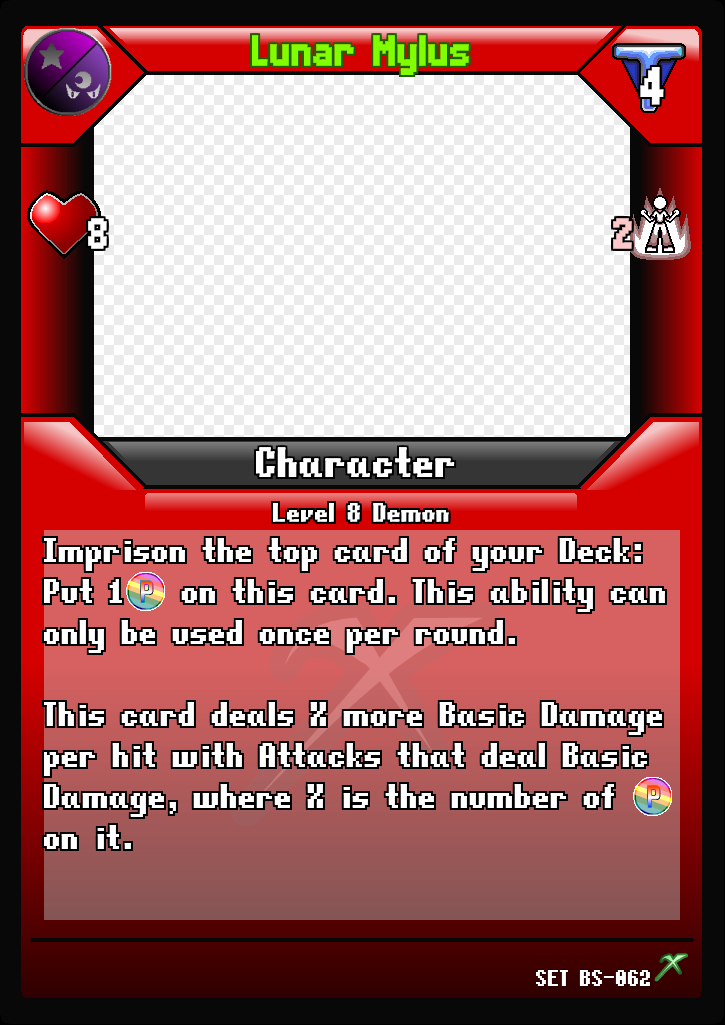 Lunar Mylus
4
8
2
Character
Level 8 Demon
Imprison the top card of your Deck:
Put 1 P on this card. This ability can
only be used once per round.
This card deals X more Basic Damage
per hit with Attacks that deal Basic
Damage, where X is the number of P
on it.
SET BS-062